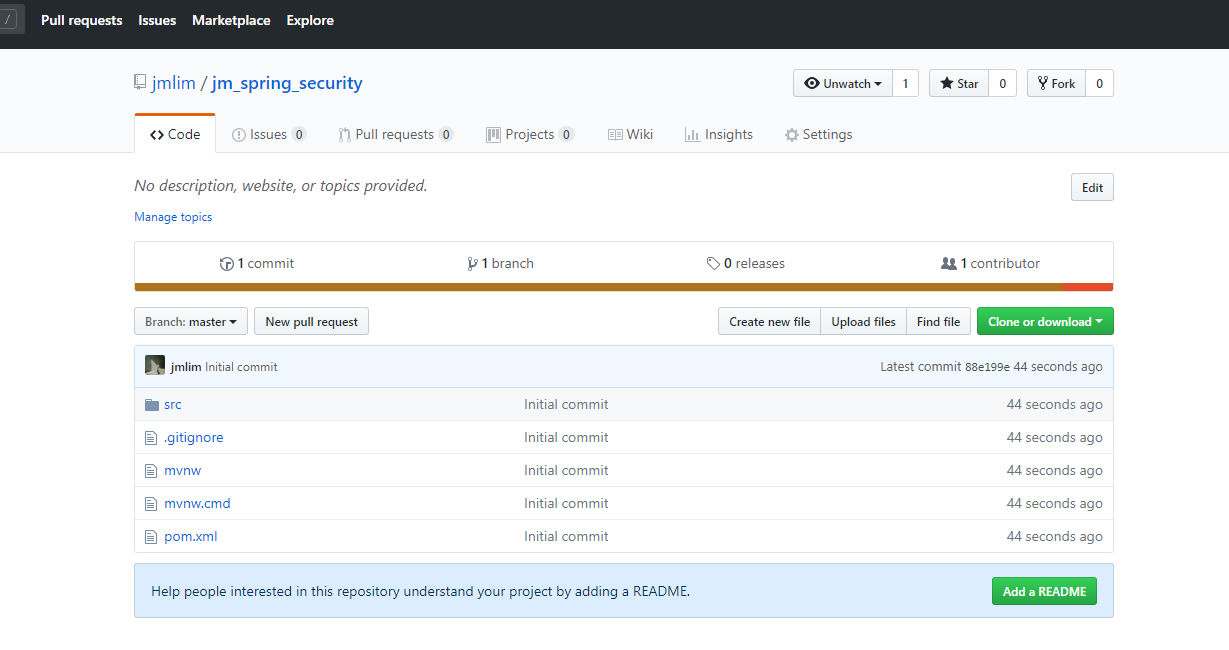 / Pull requests Issues Marketplace Explore
jmlim / jm_spring_security Unwatch 1 Star 0 Fork 0
Code Issues 0 Pull requests 0 Projects 0 Wiki Insights Settings
No description, website, or topics provided. Edit
Manage topics
1 commit 1 branch 0 releases 1 contributor
Branch: master New pull request Create new file Upload files Find file Clone or download
jmlim Initial commit Latest commit 88e199e 44 seconds ago
src Initial commit 44 seconds ago
.gitignore Initial commit 44 seconds ago
mvnw Initial commit 44 seconds ago
mvnw.cmd Initial commit 44 seconds ago
pom.xml Initial commit 44 seconds ago
Help people interested in this repository understand your project by adding a README. Add a README